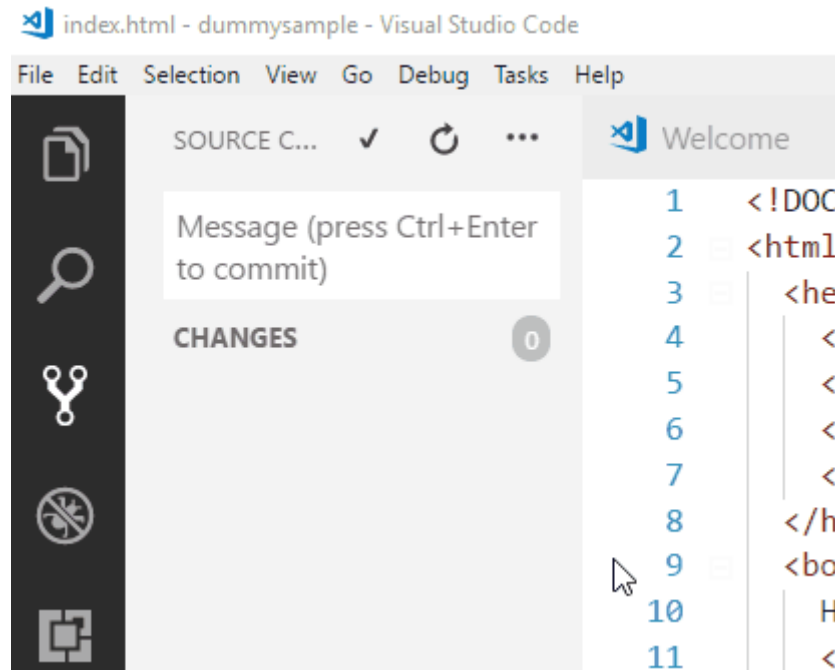 index.html - dummysample - Visual Studio Code
File Edit Selection View Go Debug Tasks Help
SOURCE C...
Message (press Ctrl+Enter
to commit)
CHANGES 0
Welcome
1 <!DOC
2 <html
3 <he
4 <
5 <
6 <
7 <
8 </h
9 <bo
10 H
11 <